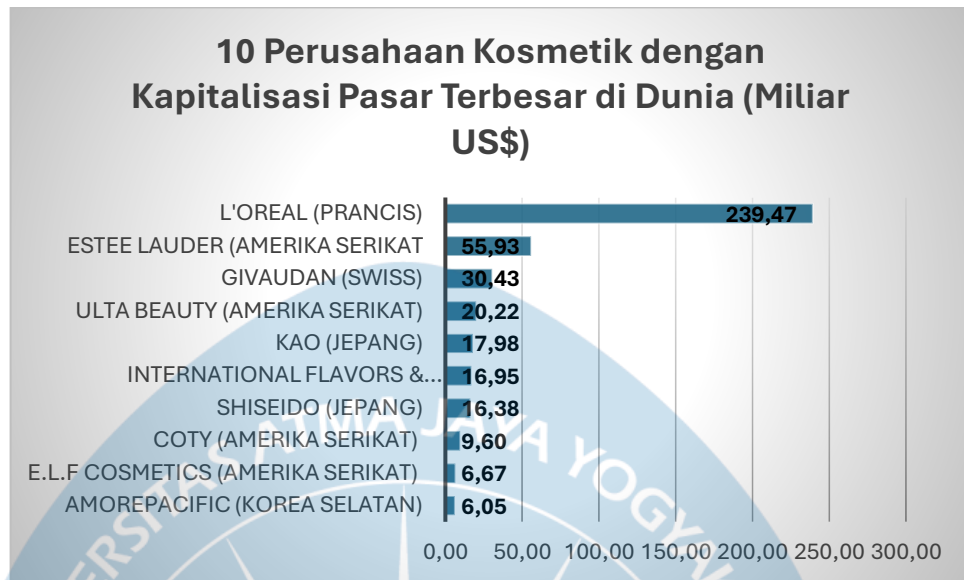 10 Perusahaan Kosmetik dengan
Kapitalisasi Pasar Terbesar di Dunia (Miliar
US$)
L'OREAL (PRANCIS) 239,47
ESTEE LAUDER (AMERIKA SERIKAT 55,93
GIVAUDAN (SWISS) 30,43
ULTA BEAUTY (AMERIKA SERIKAT) 20,22
KAO (JEPANG) 17,98
INTERNATIONAL FLAVORS &... 16,95
SHISEIDO (JEPANG) 16,38
COTY (AMERIKA SERIKAT) 9,60
E.L.F COSMETICS (AMERIKA SERIKAT) 6,67
AMOREPACIFIC (KOREA SELATAN) 6,05
0,00 50,00 100,00 150,00 200,00 250,00 300,00
ATMA JAYA